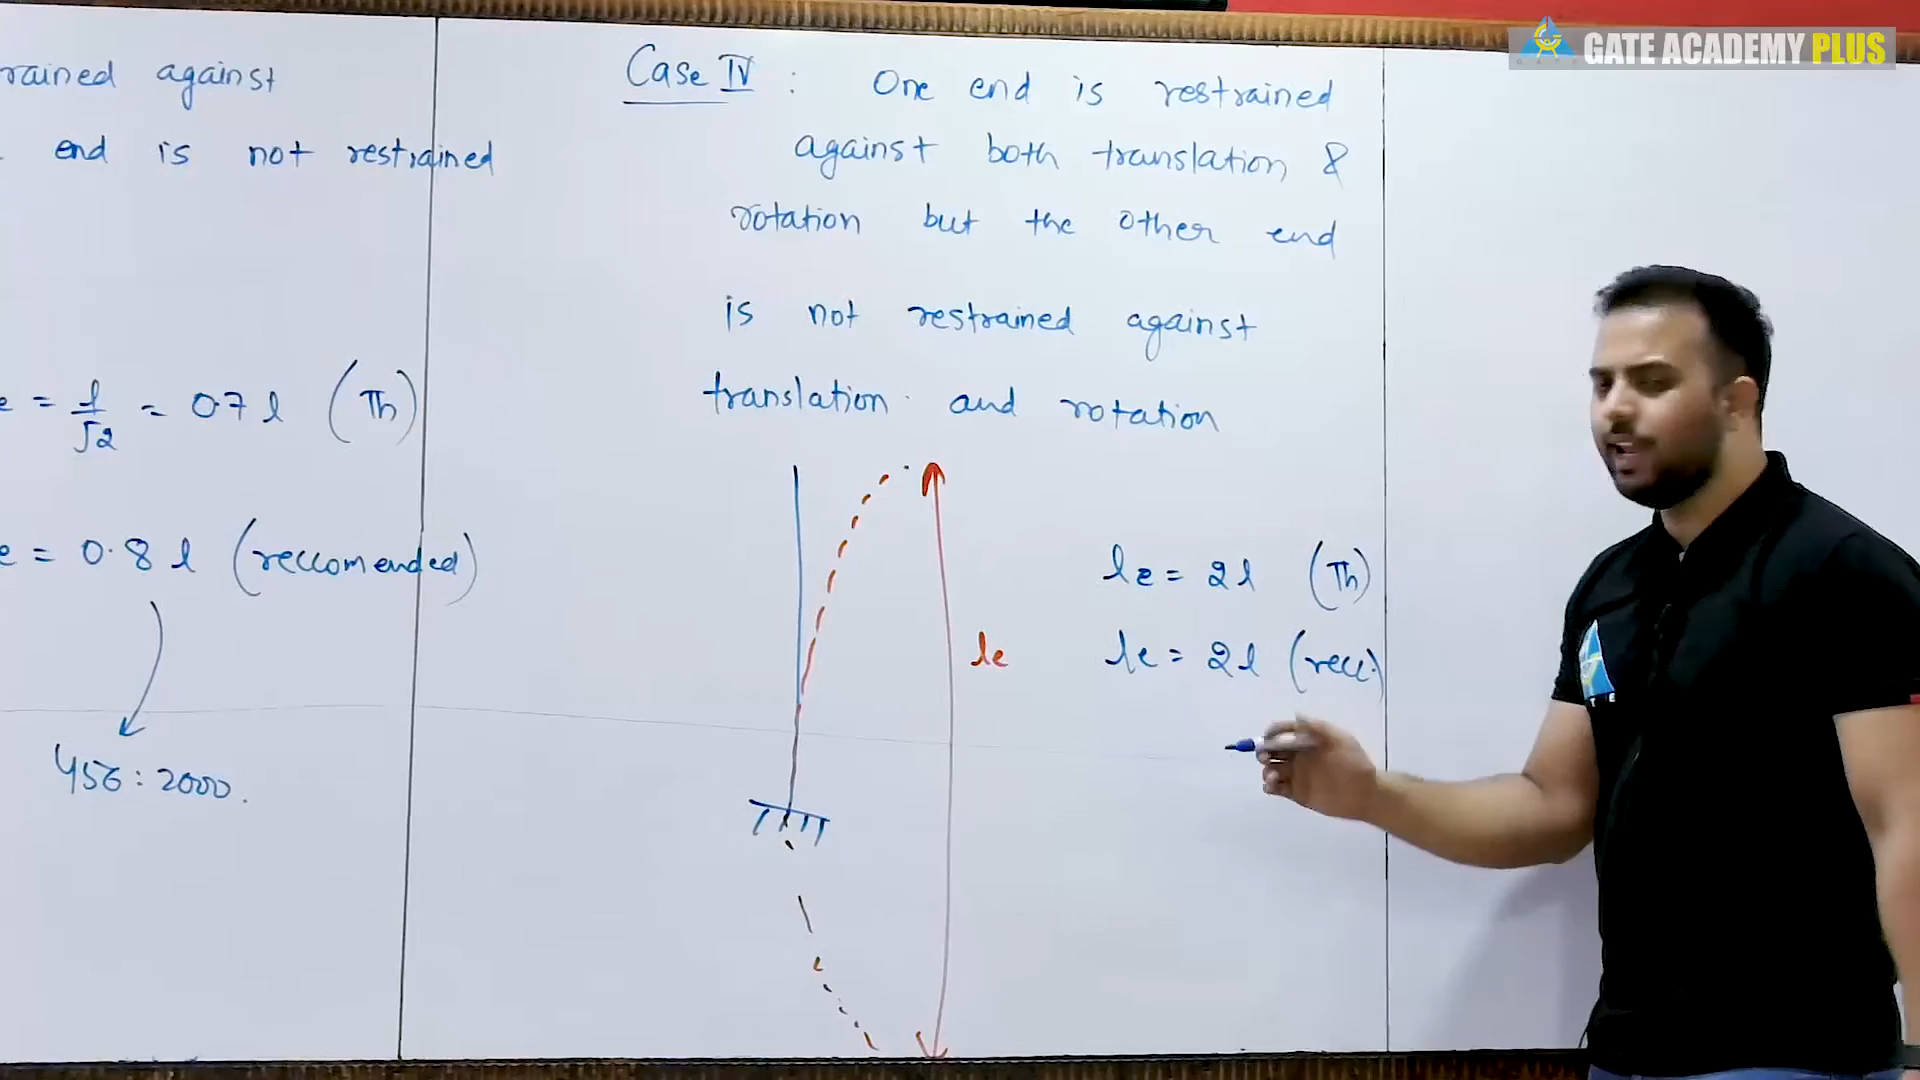 rained against
end is not restrained
e = l/√2 = 0.7 l (Th)
e = 0.8 l (reccomended)
456 : 2000.
Case IV : One end is restrained
against both translation &
rotation but the other end
is not restrained against
translation and rotation
le
le = 2l (Th)
le = 2l (recc.)
GATE ACADEMY PLUS